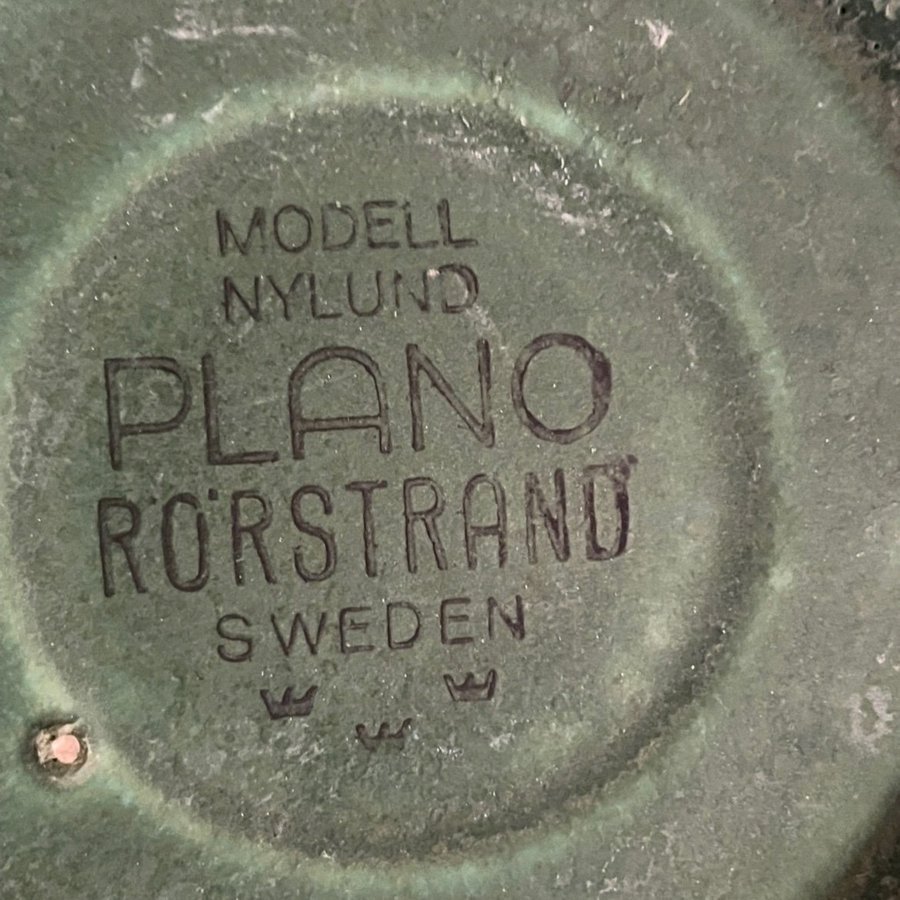 MODELL
NYLUND
PLANO
RÖRSTRAND
SWEDEN